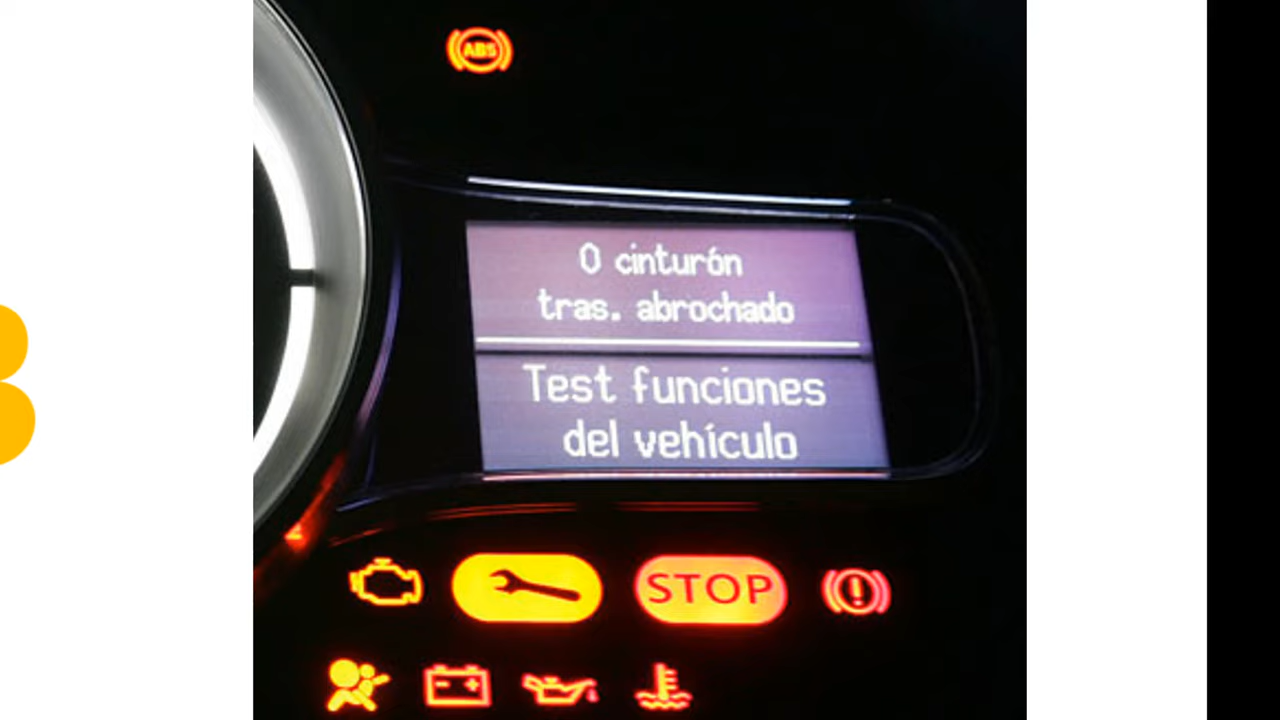 ABS
0 cinturón
tras. abrochado
Test funciones
del vehículo
STOP